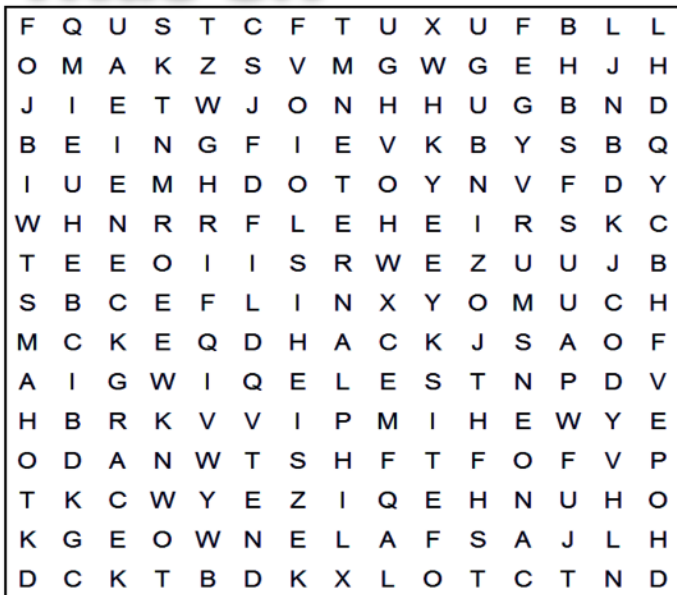 F Q U S T C F T U X U F B L L
O M A K Z S V M G W G E H J H
J I E T W J O N H H U G B N D
B E I N G F I E V K B Y S B Q
I U E M H D O T O Y N V F D Y
W H N R R F L E H E I R S K C
T E E O I I S R W E Z U U J B
S B C E F L I N X Y O M U C H
M C K E Q D H A C K J S A O F
A I G W I Q E L E S T N P D V
H B R K V V I P M I H E W Y E
O D A N W T S H F T F O F V P
T K C W Y E Z I Q E H N U H O
K G E O W N E L A F S A J L H
D C K T B D K X L O T C T N D